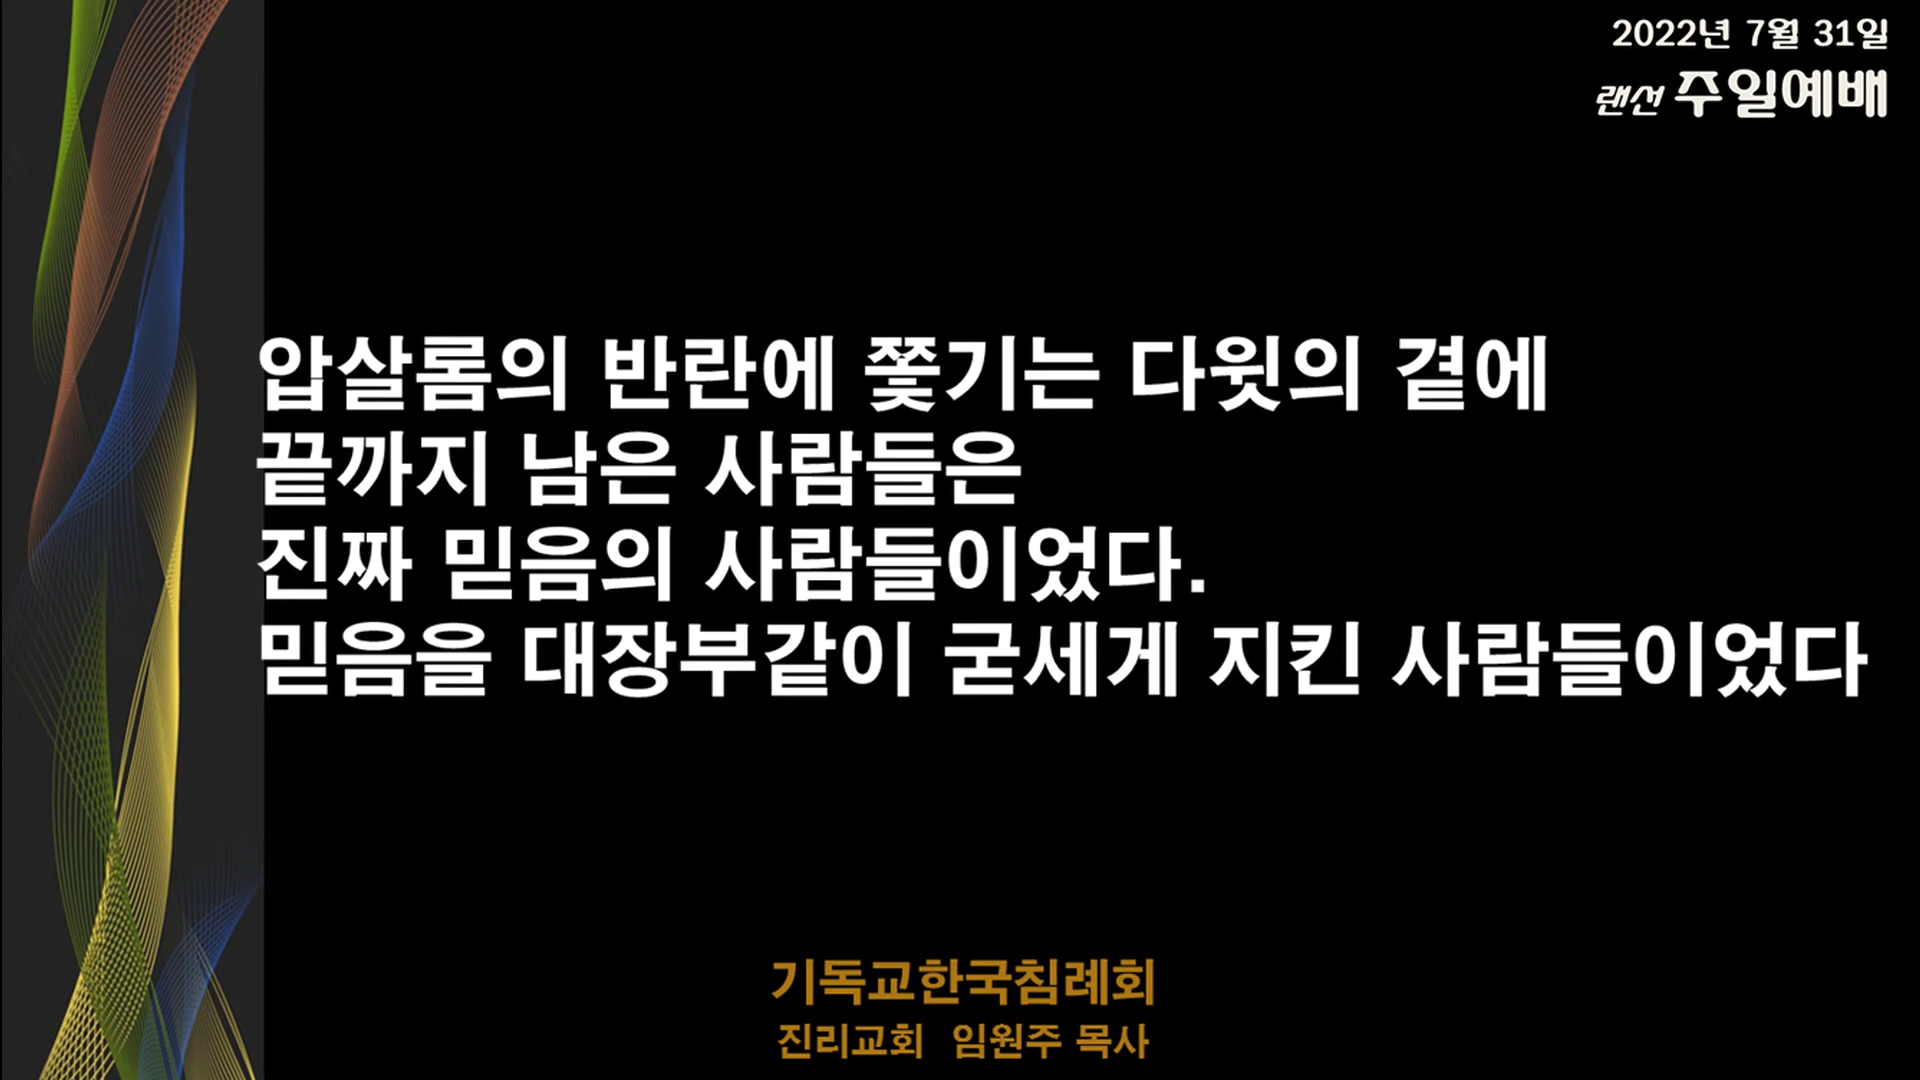 2022년 7월 31일
랜선 주일예배
압살롬의 반란에 쫓기는 다윗의 곁에
끝까지 남은 사람들은
진짜 믿음의 사람들이었다.
믿음을 대장부같이 굳세게 지킨 사람들이었다
기독교한국침례회
진리교회 임원주 목사